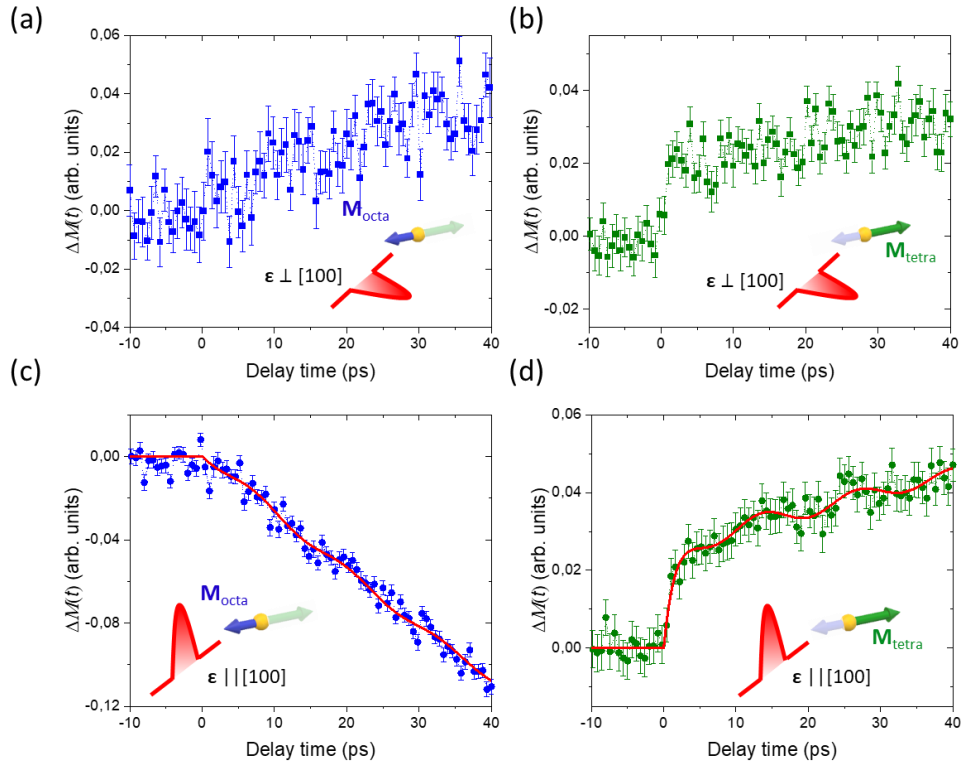 (a)
0,06
0,04
0,02
0,00
-0,02
-0,04
ΔM(t) (arb. units)
M_octa
ε ⊥ [100]
-10 0 10 20 30 40
Delay time (ps)
(b)
0,04
0,02
0,00
-0,02
ΔM(t) (arb. units)
M_tetra
ε ⊥ [100]
-10 0 10 20 30 40
Delay time (ps)
(c)
0,00
-0,04
-0,08
-0,12
ΔM(t) (arb. units)
M_octa
ε || [100]
-10 0 10 20 30 40
Delay time (ps)
(d)
0,06
0,04
0,02
0,00
ΔM(t) (arb. units)
M_tetra
ε || [100]
-10 0 10 20 30 40
Delay time (ps)